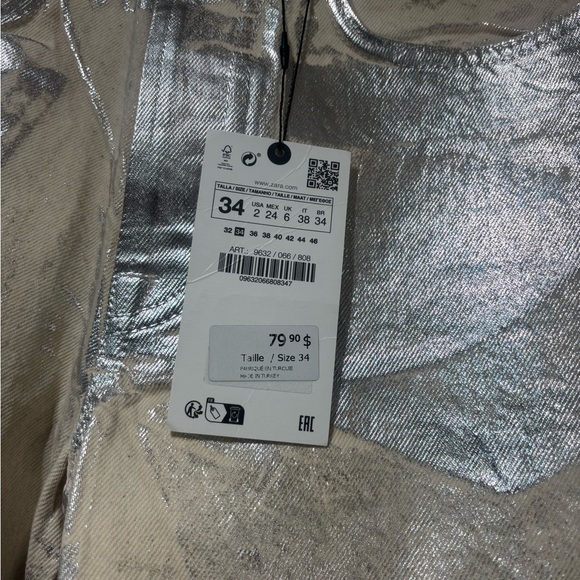 www.zara.com
TALLA / SIZE / TAMANHO / TAILLE / MAAT / ΜΕΓΕΘΟΣ
34 USA 2 MEX 24 UK 6 IT 38 BR 34
32 34 36 38 40 42 44 46
ART.: 9632 / 066 / 808
09632066808347
79 90 $
Taille / Size 34
FABRIQUE EN TURQUIE
MADE IN TURKEY
EAC